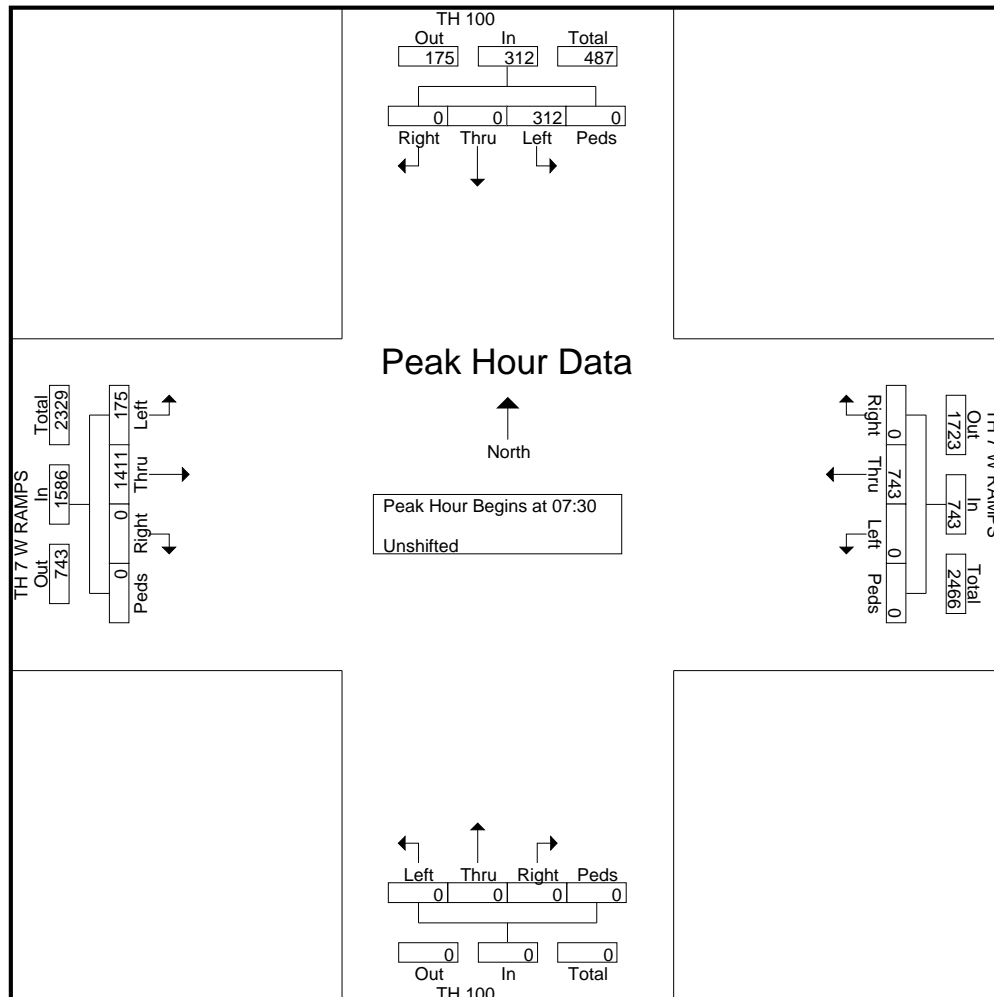 TH 100
Out In Total
175 312 487
0 0 312 0
Right Thru Left Peds
Peak Hour Data
North
Peak Hour Begins at 07:30
Unshifted
TH 7 W RAMPS
Out In Total
743 1586 2329
Left Thru Right Peds
175 1411 0 0
TH 7 W RAMPS
Out In Total
1723 743 2466
Right Thru Left Peds
0 743 0 0
Left Thru Right Peds
0 0 0 0
0 0 0
Out In Total
TH 100